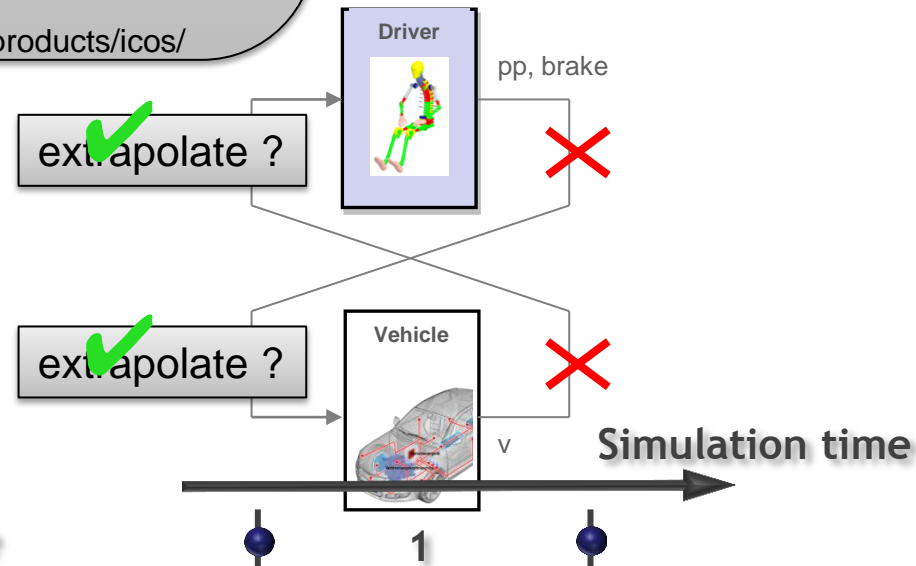 products/icos/
Driver
pp, brake
extrapolate ?
Vehicle
extrapolate ?
v
Simulation time
1